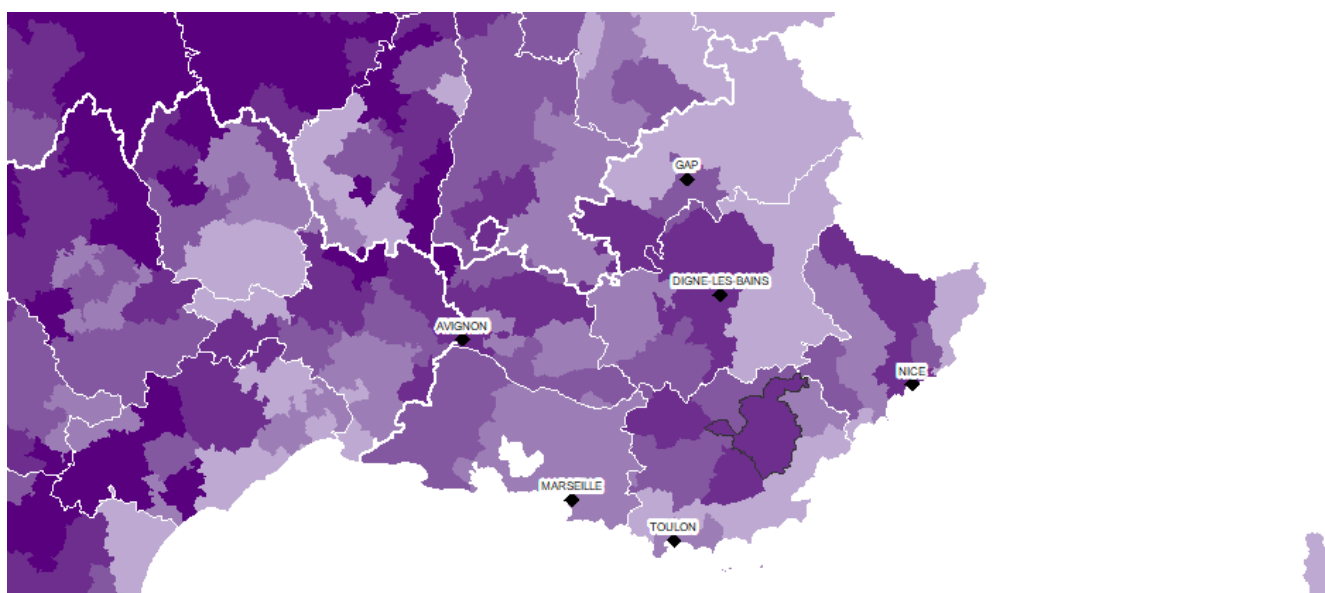 GAP
DIGNE-LES-BAINS
AVIGNON
NICE
MARSEILLE
TOULON